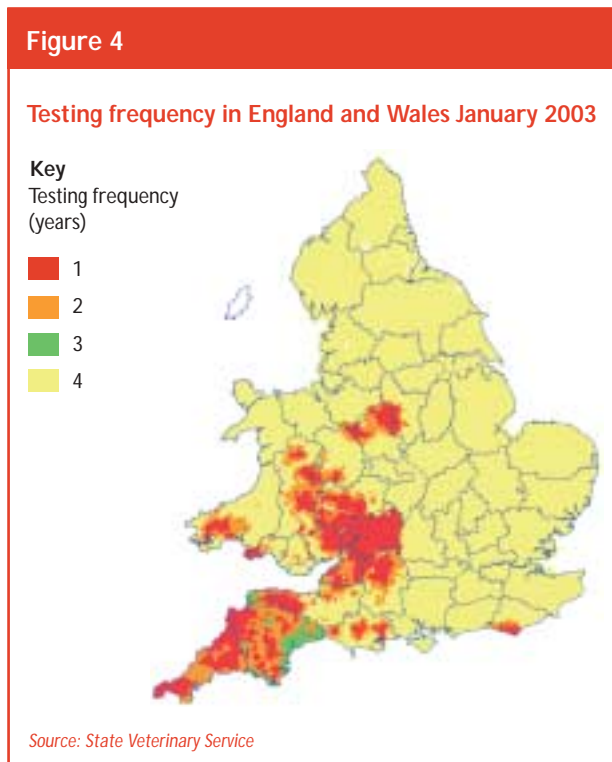 Figure 4
Testing frequency in England and Wales January 2003
Key
Testing frequency
(years)
1
2
3
4
Source: State Veterinary Service